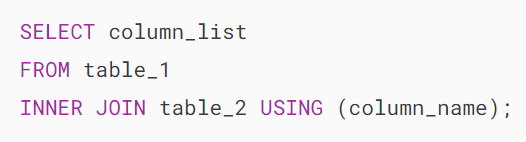 SELECT column_list
FROM table_1
INNER JOIN table_2 USING (column_name);